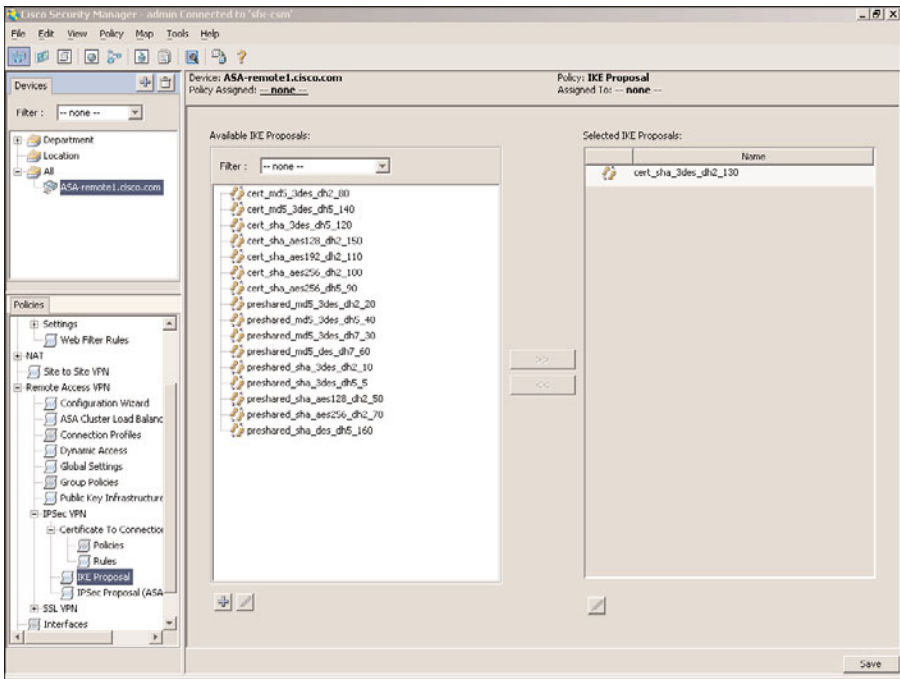 Cisco Security Manager - admin Connected to 'sfx-csm'
File Edit View Policy Map Tools Help
Devices
Filter : -- none --
Department
Location
All
ASA-remote1.cisco.com
Policies
Settings
Web Filter Rules
NAT
Site to Site VPN
Remote Access VPN
Configuration Wizard
ASA Cluster Load Balanc
Connection Profiles
Dynamic Access
Global Settings
Group Policies
Public Key Infrastructure
IPSec VPN
Certificate To Connection
Policies
Rules
IKE Proposal
IPSec Proposal (ASA
SSL VPN
Interfaces
Device: ASA-remote1.cisco.com
Policy Assigned: -- none --
Policy: IKE Proposal
Assigned To: -- none --
Available IKE Proposals:
Filter : -- none --
cert_md5_3des_dh2_80
cert_md5_3des_dh5_140
cert_sha_3des_dh5_120
cert_sha_aes128_dh2_150
cert_sha_aes192_dh2_110
cert_sha_aes256_dh2_100
cert_sha_aes256_dh5_90
preshared_md5_3des_dh2_20
preshared_md5_3des_dh5_40
preshared_md5_3des_dh7_30
preshared_md5_des_dh7_60
preshared_sha_3des_dh2_10
preshared_sha_3des_dh5_5
preshared_sha_aes128_dh2_50
preshared_sha_aes256_dh2_70
preshared_sha_des_dh5_160
>>
<<
Selected IKE Proposals:
Name
cert_sha_3des_dh2_130
Save